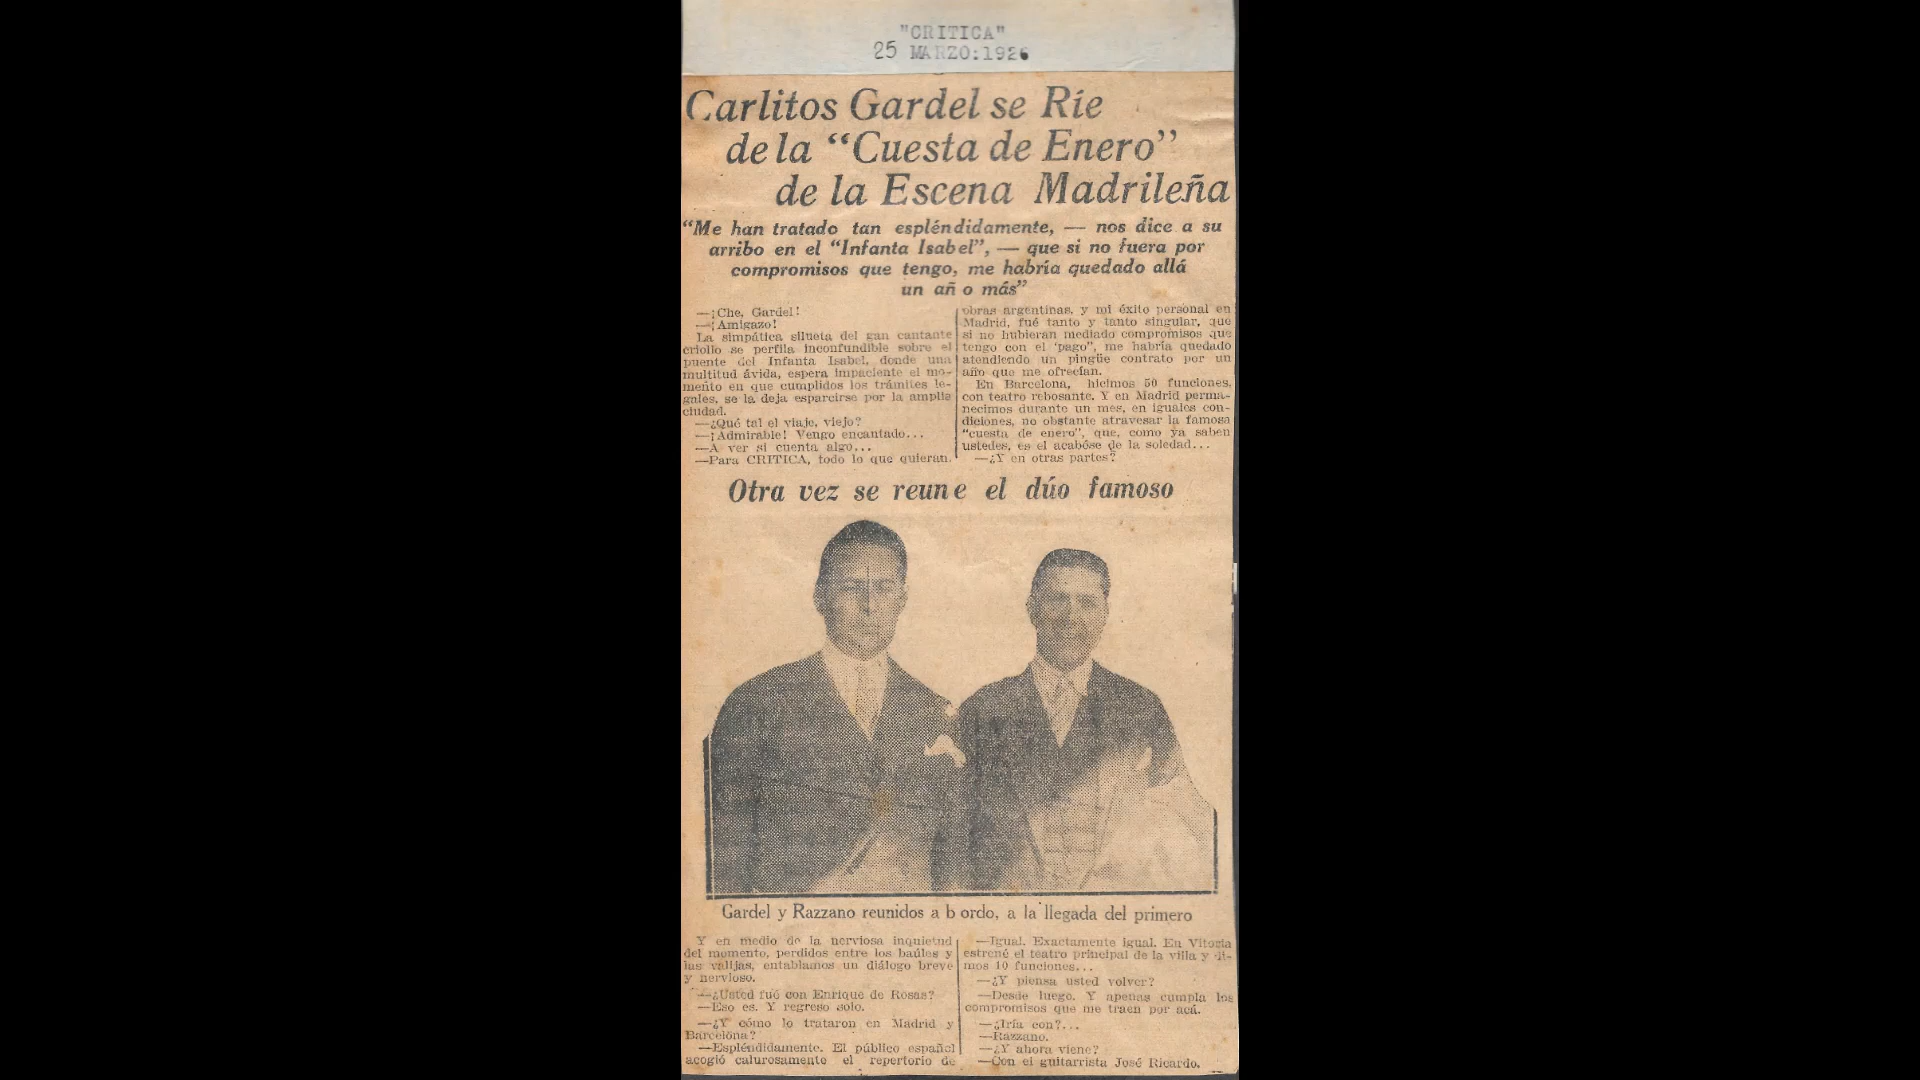 "CRITICA"
25 MARZO:1926
Carlitos Gardel se Ríe
de la “Cuesta de Enero”
de la Escena Madrileña
“Me han tratado tan espléndidamente, — nos dice a su
arribo en el “Infanta Isabel”, — que si no fuera por
compromisos que tengo, me habría quedado allá
un añ o más”
—¡Che, Gardel!
—¡Amigazo!
La simpática silueta del gan cantante
criollo se perfila inconfundible sobre el
puente del Infanta Isabel, donde una
multitud ávida, espera impaciente el mo-
mento en que cumplidos los trámites le-
gales, se la deja esparcirse por la amplia
ciudad.
—¿Qué tal el viaje, viejo?
—¡Admirable! Vengo encantado...
—A ver si cuenta algo...
—Para CRITICA, todo lo que quieran.
obras argentinas, y mi éxito personal en
Madrid, fué tanto y tanto singular, que
si no hubieran mediado compromisos que
tengo con el ‘pago”, me habría quedado
atendiendo un pingüe contrato por un
año que me ofrecían.
En Barcelona, hicimos 50 funciones,
con teatro rebosante. Y en Madrid perma-
necimos durante un mes, en iguales con-
diciones, no obstante atravesar la famosa
“cuesta de enero”, que, como ya saben
ustedes, es el acabóse de la soledad...
—¿Y en otras partes?
Otra vez se reune el dúo famoso
Gardel y Razzano reunidos a b ordo, a la llegada del primero
Y en medio de la nerviosa inquietud
del momento, perdidos entre los baúles y
las valijas, entablamos un diálogo breve
y nervioso.
—¿Usted fué con Enrique de Rosas?
—Eso es. Y regreso solo.
—¿Y cómo lo trataron en Madrid y
Barcelona?
—Espléndidamente. El público español
acogió calurosamente el repertorio de
—Igual. Exactamente igual. En Vitoria
estrené el teatro principal de la villa y di-
mos 10 funciones...
—¿Y piensa usted volver?
—Desde luego. Y apenas cumpla los
compromisos que me traen por acá.
—¿Iría con?...
—Razzano.
—¿Y ahora viene?
—Con el guitarrista José Ricardo.